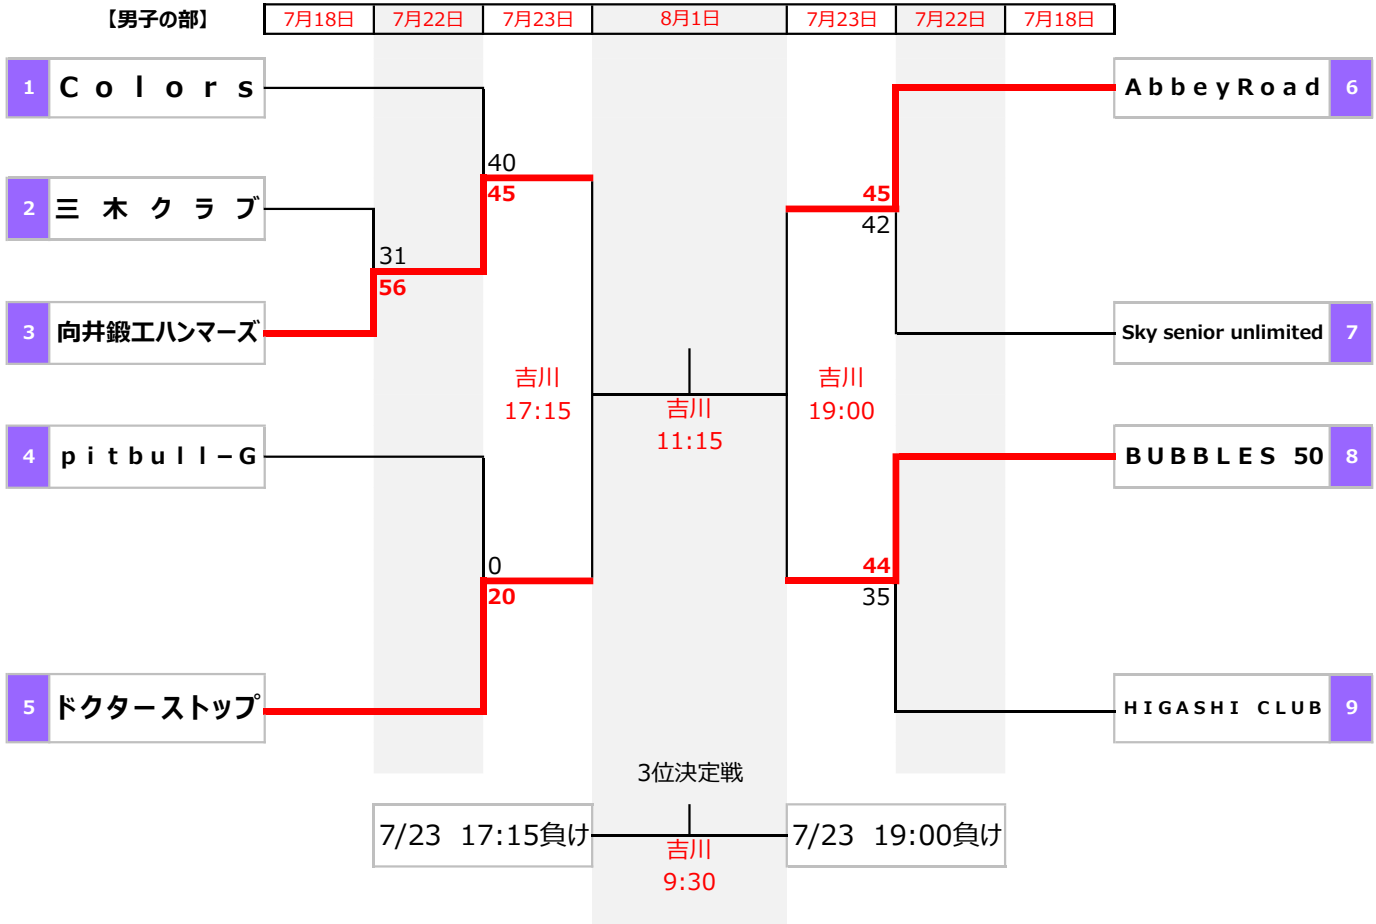 【男子の部】
7月18日 7月22日 7月23日 8月1日 7月23日 7月22日 7月18日
1 Colors
AbbeyRoad 6
40
45
2 三木クラブ
45
42
31
56
3 向井鍛工ハンマーズ
Sky senior unlimited 7
吉川
17:15
吉川
11:15
吉川
19:00
4 pitbull－G
BUBBLES 50 8
0
20
44
35
5 ドクターストップ
HIGASHI CLUB 9
3位決定戦
7/23 17:15負け
7/23 19:00負け
吉川
9:30